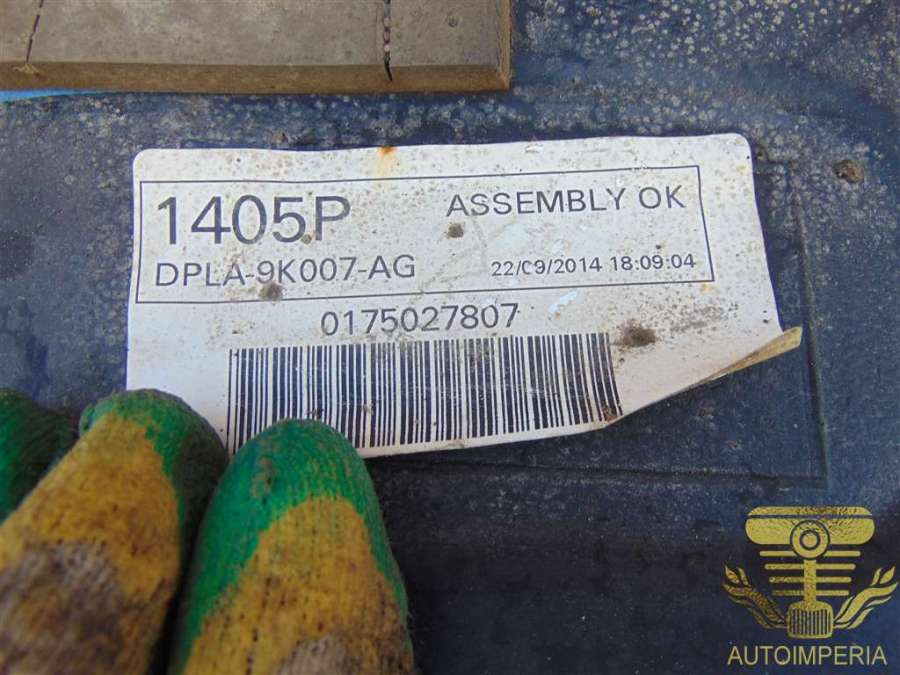 1405P ASSEMBLY OK
DPLA-9K007-AG 22/09/2014 18:09:04
0175027807
AUTOIMPERIA